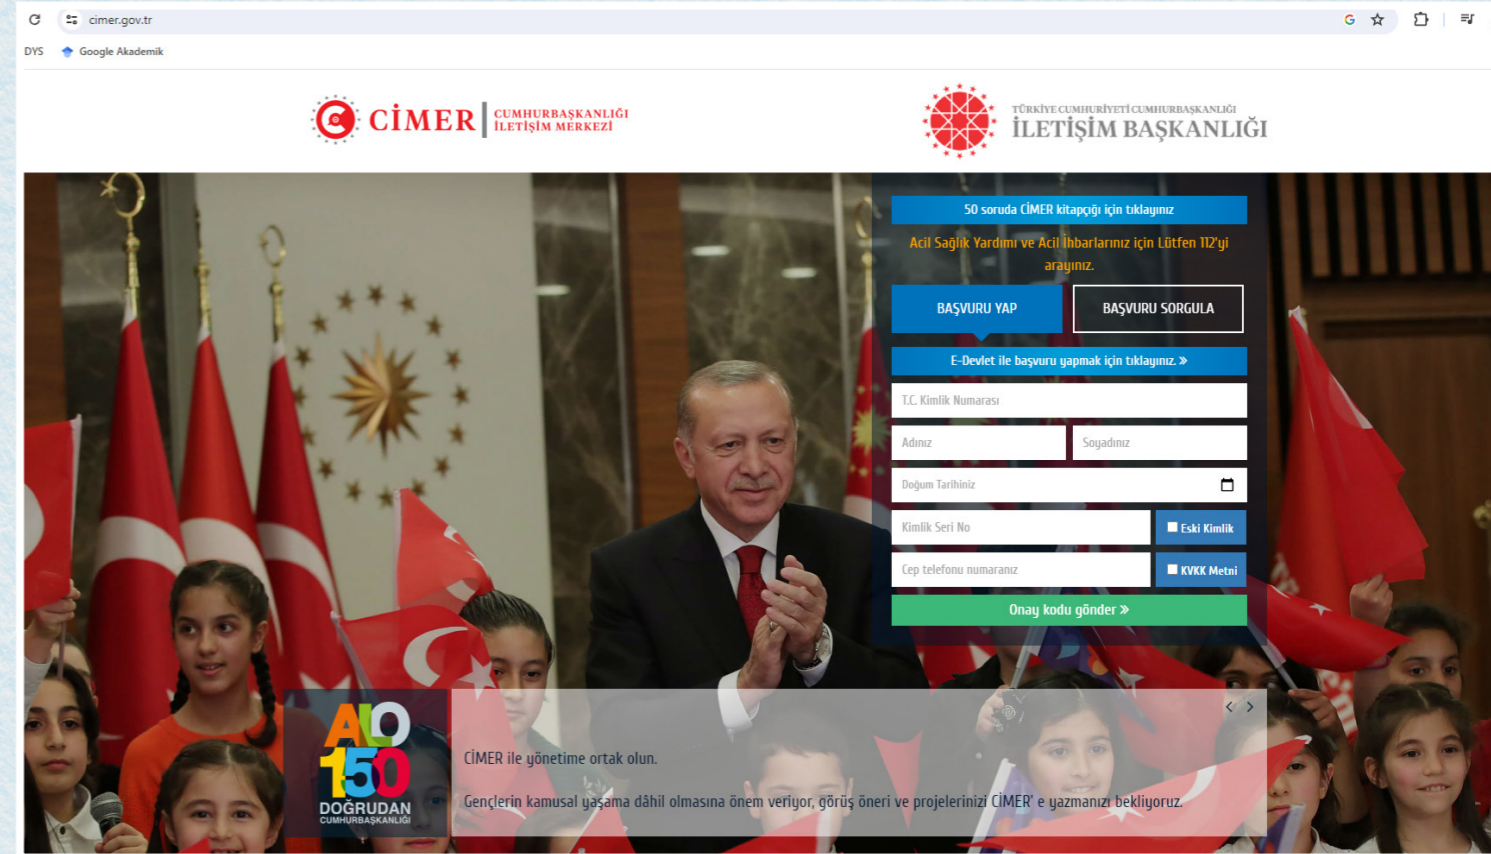 cimer.gov.tr
DYS
Google Akademik
CİMER
CUMHURBAŞKANLIĞI
İLETİŞİM MERKEZİ
TÜRKİYE CUMHURİYETİ CUMHURBAŞKANLIĞI
İLETİŞİM BAŞKANLIĞI
50 soruda CİMER kitapçığı için tıklayınız
Acil Sağlık Yardımı ve Acil İhbarlarınız için Lütfen 112'yi
arayınız.
BAŞVURU YAP
BAŞVURU SORGULA
E-Devlet ile başvuru yapmak için tıklayınız. »
T.C. Kimlik Numarası
Adınız
Soyadınız
Doğum Tarihiniz
Kimlik Seri No
Eski Kimlik
Cep telefonu numaranız
KVKK Metni
Onay kodu gönder »
ALO
150
DOĞRUDAN
CUMHURBAŞKANLIĞI
CİMER ile yönetime ortak olun.
Gençlerin kamusal yaşama dâhil olmasına önem veriyor, görüş öneri ve projelerinizi CİMER' e yazmanızı bekliyoruz.